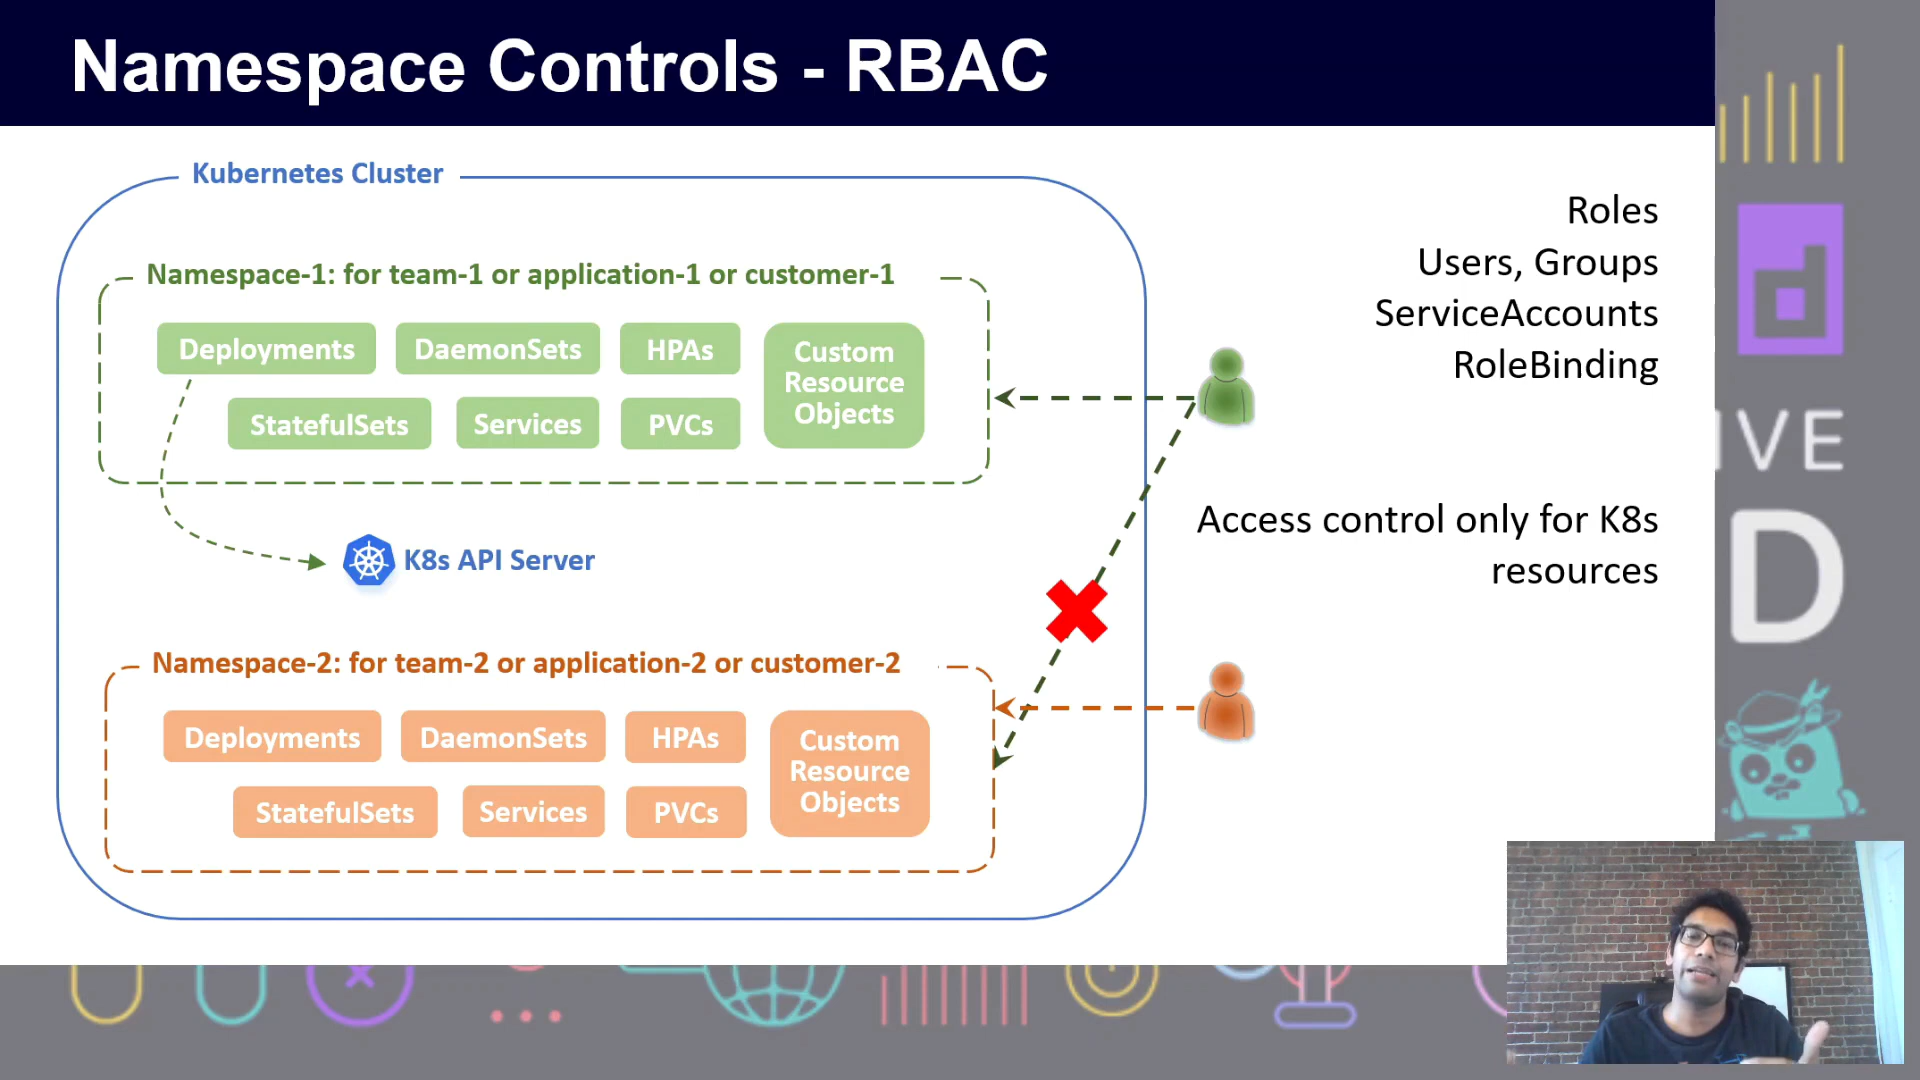 Namespace Controls - RBAC
Kubernetes Cluster
Namespace-1: for team-1 or application-1 or customer-1
Deployments
DaemonSets
HPAs
Custom
Resource
Objects
StatefulSets
Services
PVCs
K8s API Server
Namespace-2: for team-2 or application-2 or customer-2
Deployments
DaemonSets
HPAs
Custom
Resource
Objects
StatefulSets
Services
PVCs
Roles
Users, Groups
ServiceAccounts
RoleBinding
Access control only for K8s
resources
IVE
D